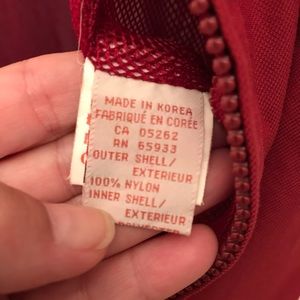 MADE IN KOREA
FABRIQUÉ EN CORÉE
CA 05262
RN 65933
OUTER SHELL/
EXTERIEUR
100% NYLON
INNER SHELL/
EXTERIEUR